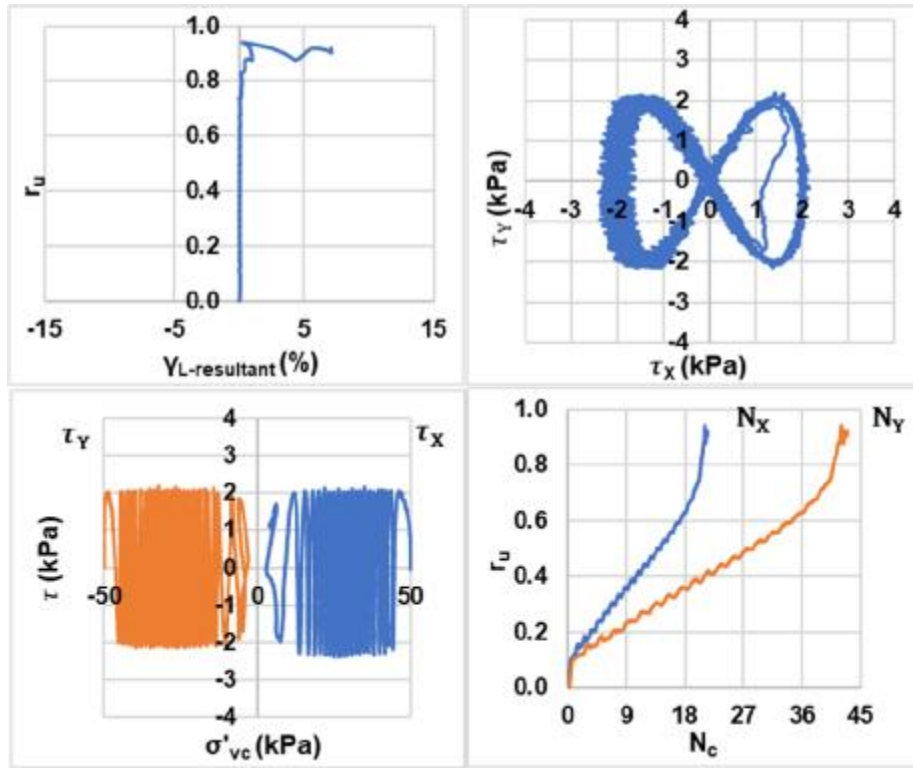 1.0
0.8
0.6
0.4
0.2
0.0
r_u
-15 -5 5 15
γ_L-resultant (%)
4
3
2
1
0
-1
-2
-3
-4
-4 -3 -2 -1 0 1 2 3 4
τ_Y (kPa)
τ_X (kPa)
τ_Y τ_X
4
3
2
1
0
-1
-2
-3
-4
τ (kPa)
-50 0 50
σ'_vc (kPa)
N_X N_Y
1.0
0.8
0.6
0.4
0.2
0.0
r_u
0 9 18 27 36 45
N_c